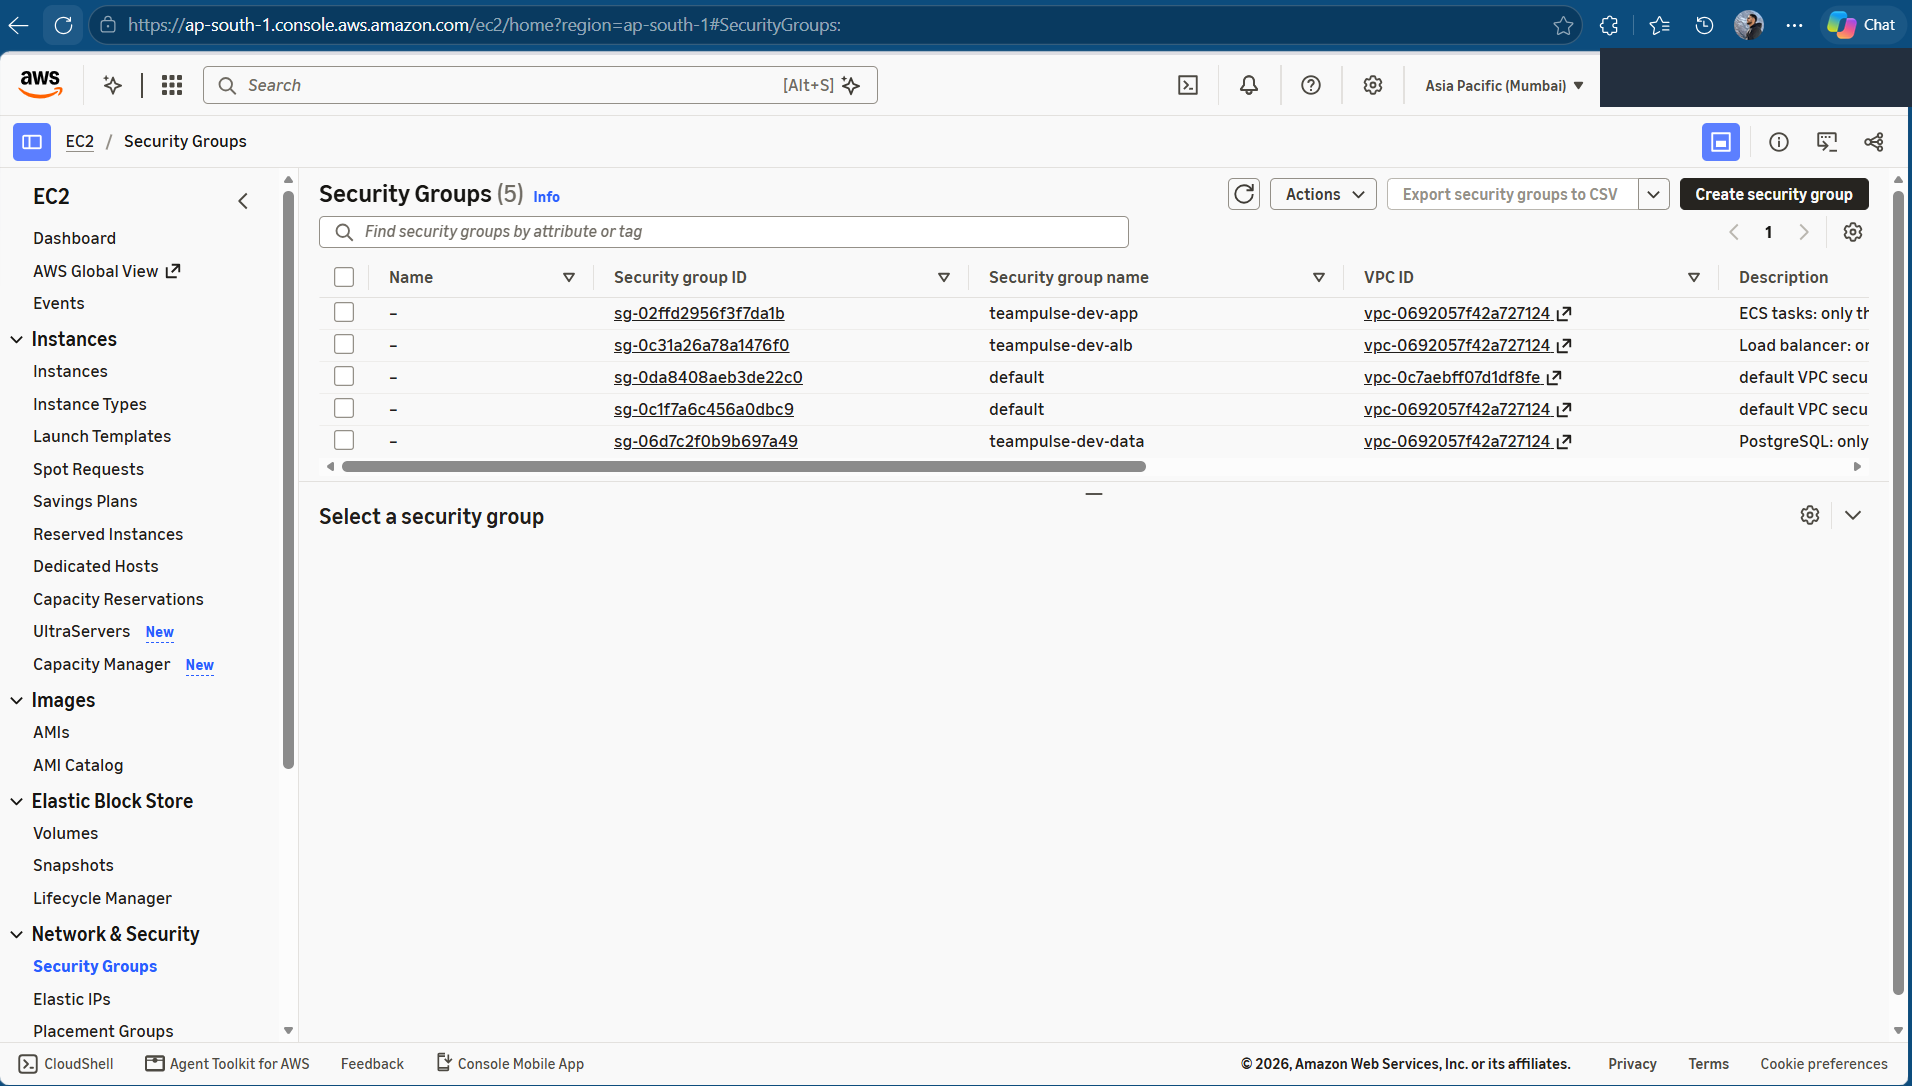 https://ap-south-1.console.aws.amazon.com/ec2/home?region=ap-south-1#SecurityGroups:
Chat
aws
Search
[Alt+S]
Asia Pacific (Mumbai)
EC2 / Security Groups
EC2
Dashboard
AWS Global View
Events
Instances
Instances
Instance Types
Launch Templates
Spot Requests
Savings Plans
Reserved Instances
Dedicated Hosts
Capacity Reservations
UltraServers New
Capacity Manager New
Images
AMIs
AMI Catalog
Elastic Block Store
Volumes
Snapshots
Lifecycle Manager
Network & Security
Security Groups
Elastic IPs
Placement Groups
Security Groups (5) Info
Actions
Export security groups to CSV
Create security group
Find security groups by attribute or tag
1
Name Security group ID Security group name VPC ID Description
– sg-02ffd2956f3f7da1b teampulse-dev-app vpc-0692057f42a727124 ECS tasks: only th
– sg-0c31a26a78a1476f0 teampulse-dev-alb vpc-0692057f42a727124 Load balancer: or
– sg-0da8408aeb3de22c0 default vpc-0c7aebff07d1df8fe default VPC secu
– sg-0c1f7a6c456a0dbc9 default vpc-0692057f42a727124 default VPC secu
– sg-06d7c2f0b9b697a49 teampulse-dev-data vpc-0692057f42a727124 PostgreSQL: only
Select a security group
CloudShell Agent Toolkit for AWS Feedback Console Mobile App
© 2026, Amazon Web Services, Inc. or its affiliates. Privacy Terms Cookie preferences